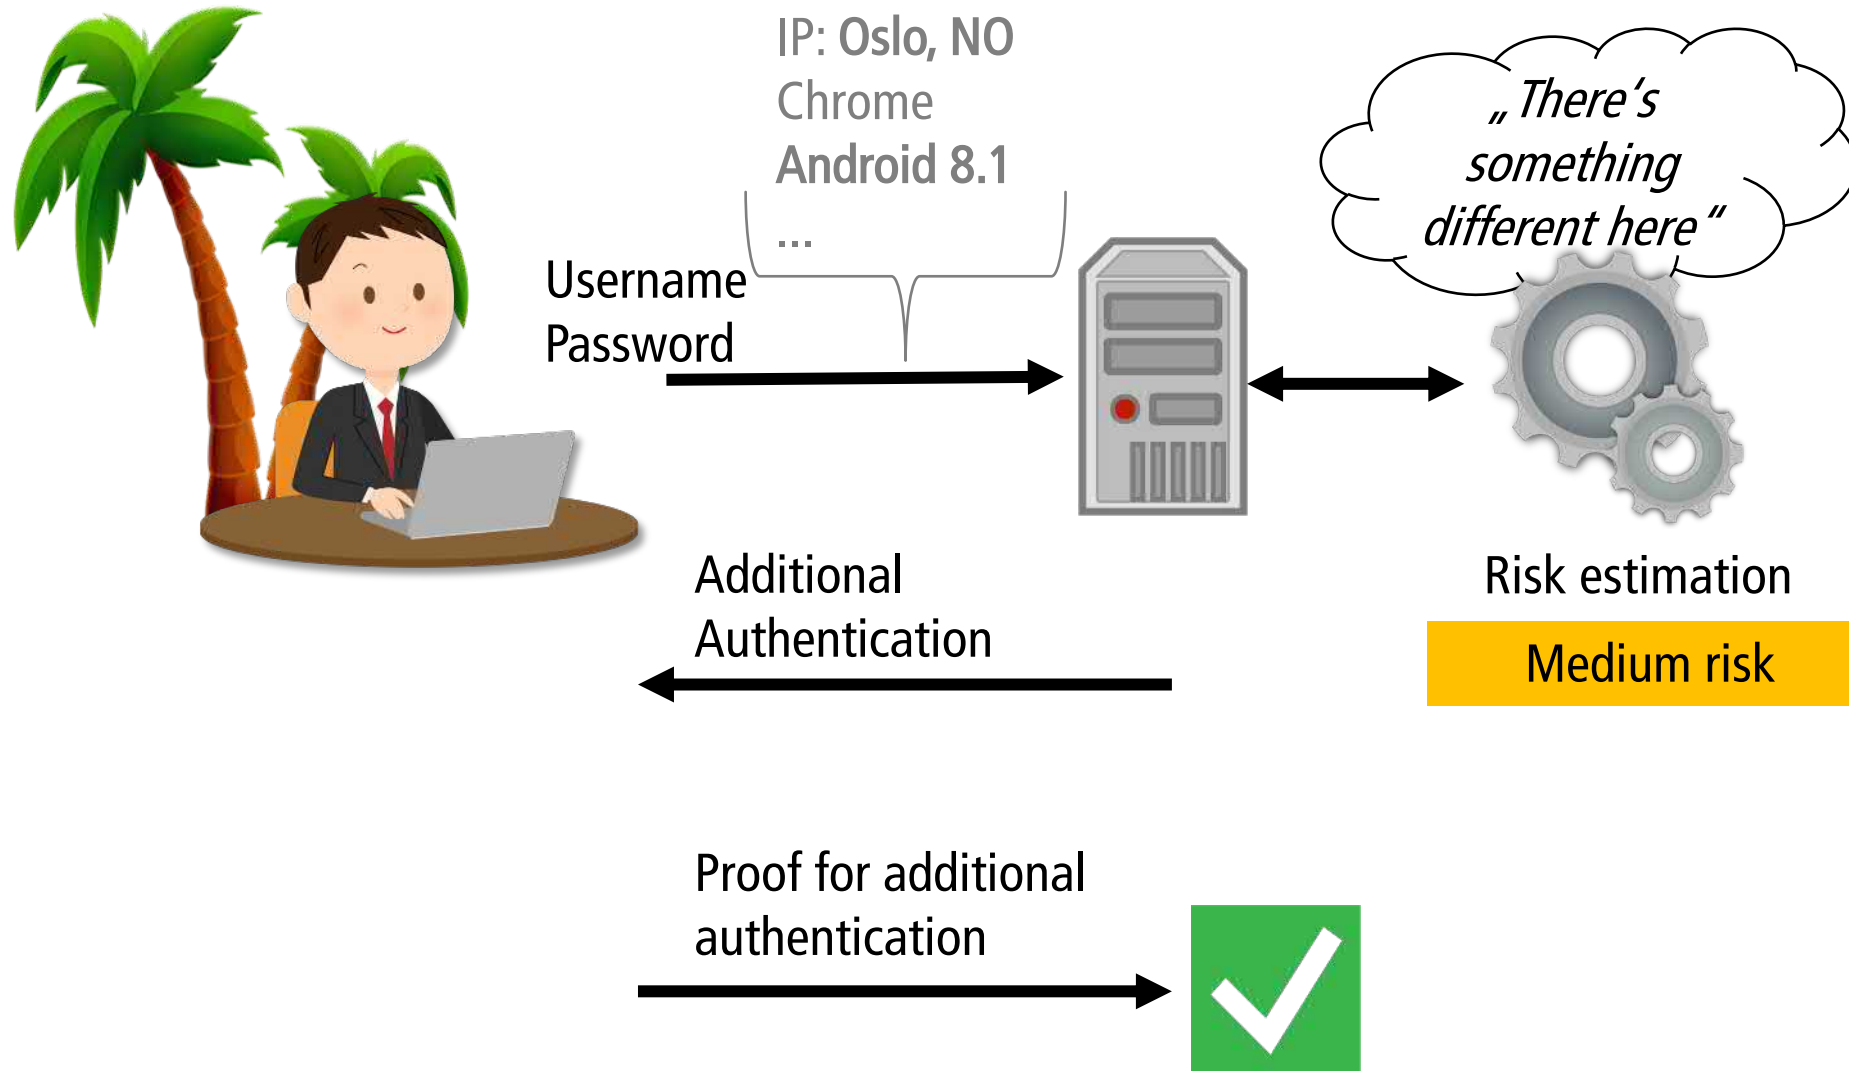 IP: Oslo, NO
Chrome
Android 8.1
...
Username
Password
„There‘s
something
different here“
Risk estimation
Medium risk
Additional
Authentication
Proof for additional
authentication